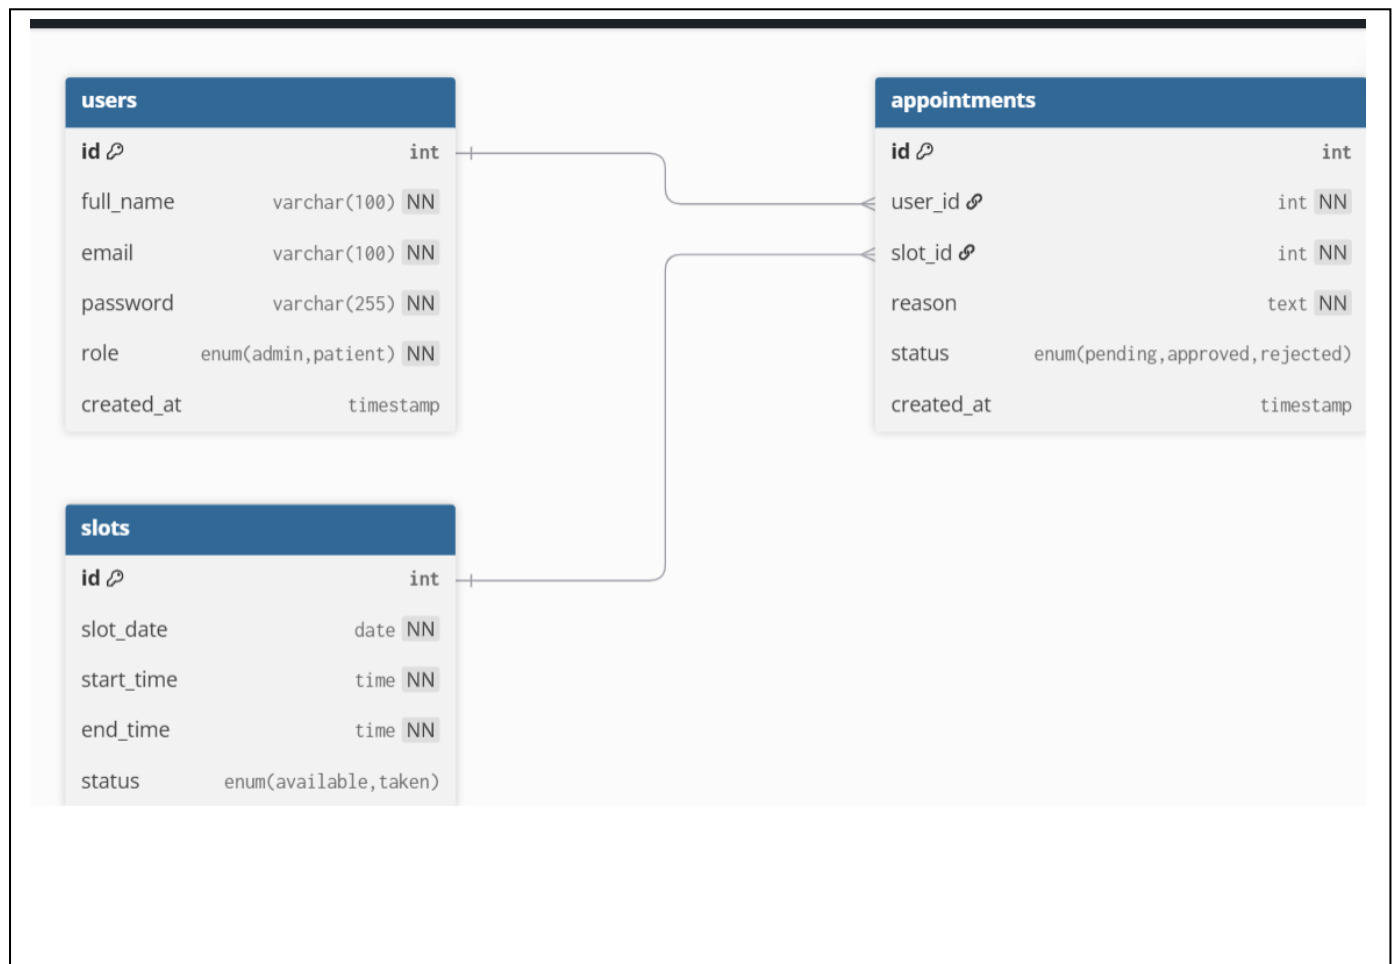 users
id int
full_name varchar(100) NN
email varchar(100) NN
password varchar(255) NN
role enum(admin,patient) NN
created_at timestamp
appointments
id int
user_id int NN
slot_id int NN
reason text NN
status enum(pending,approved,rejected)
created_at timestamp
slots
id int
slot_date date NN
start_time time NN
end_time time NN
status enum(available,taken)